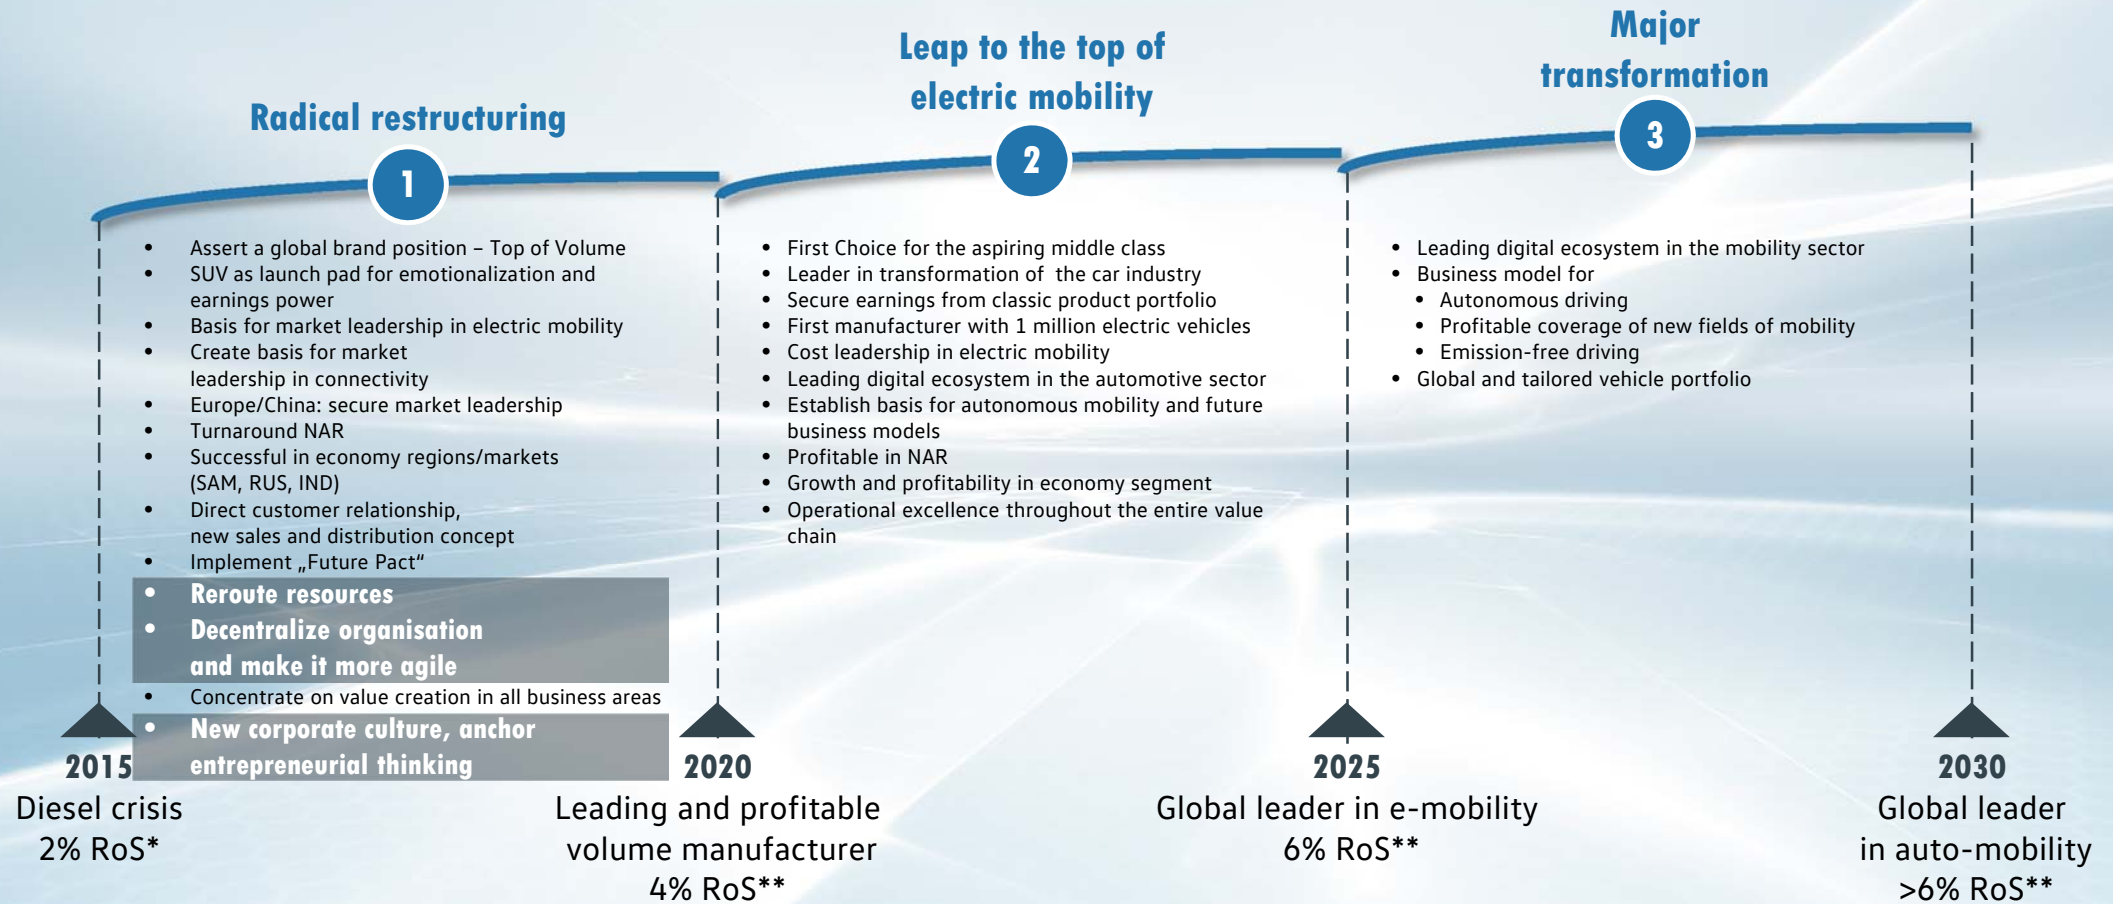 Radical restructuring
1
• Assert a global brand position – Top of Volume
• SUV as launch pad for emotionalization and
earnings power
• Basis for market leadership in electric mobility
• Create basis for market
leadership in connectivity
• Europe/China: secure market leadership
• Turnaround NAR
• Successful in economy regions/markets
(SAM, RUS, IND)
• Direct customer relationship,
new sales and distribution concept
• Implement „Future Pact“
• Reroute resources
• Decentralize organisation
and make it more agile
• Concentrate on value creation in all business areas
• New corporate culture, anchor
entrepreneurial thinking
Leap to the top of
electric mobility
2
• First Choice for the aspiring middle class
• Leader in transformation of the car industry
• Secure earnings from classic product portfolio
• First manufacturer with 1 million electric vehicles
• Cost leadership in electric mobility
• Leading digital ecosystem in the automotive sector
• Establish basis for autonomous mobility and future
business models
• Profitable in NAR
• Growth and profitability in economy segment
• Operational excellence throughout the entire value
chain
Major
transformation
3
• Leading digital ecosystem in the mobility sector
• Business model for
• Autonomous driving
• Profitable coverage of new fields of mobility
• Emission-free driving
• Global and tailored vehicle portfolio
2015
Diesel crisis
2% RoS*
2020
Leading and profitable
volume manufacturer
4% RoS**
2025
Global leader in e-mobility
6% RoS**
2030
Global leader
in auto-mobility
>6% RoS**